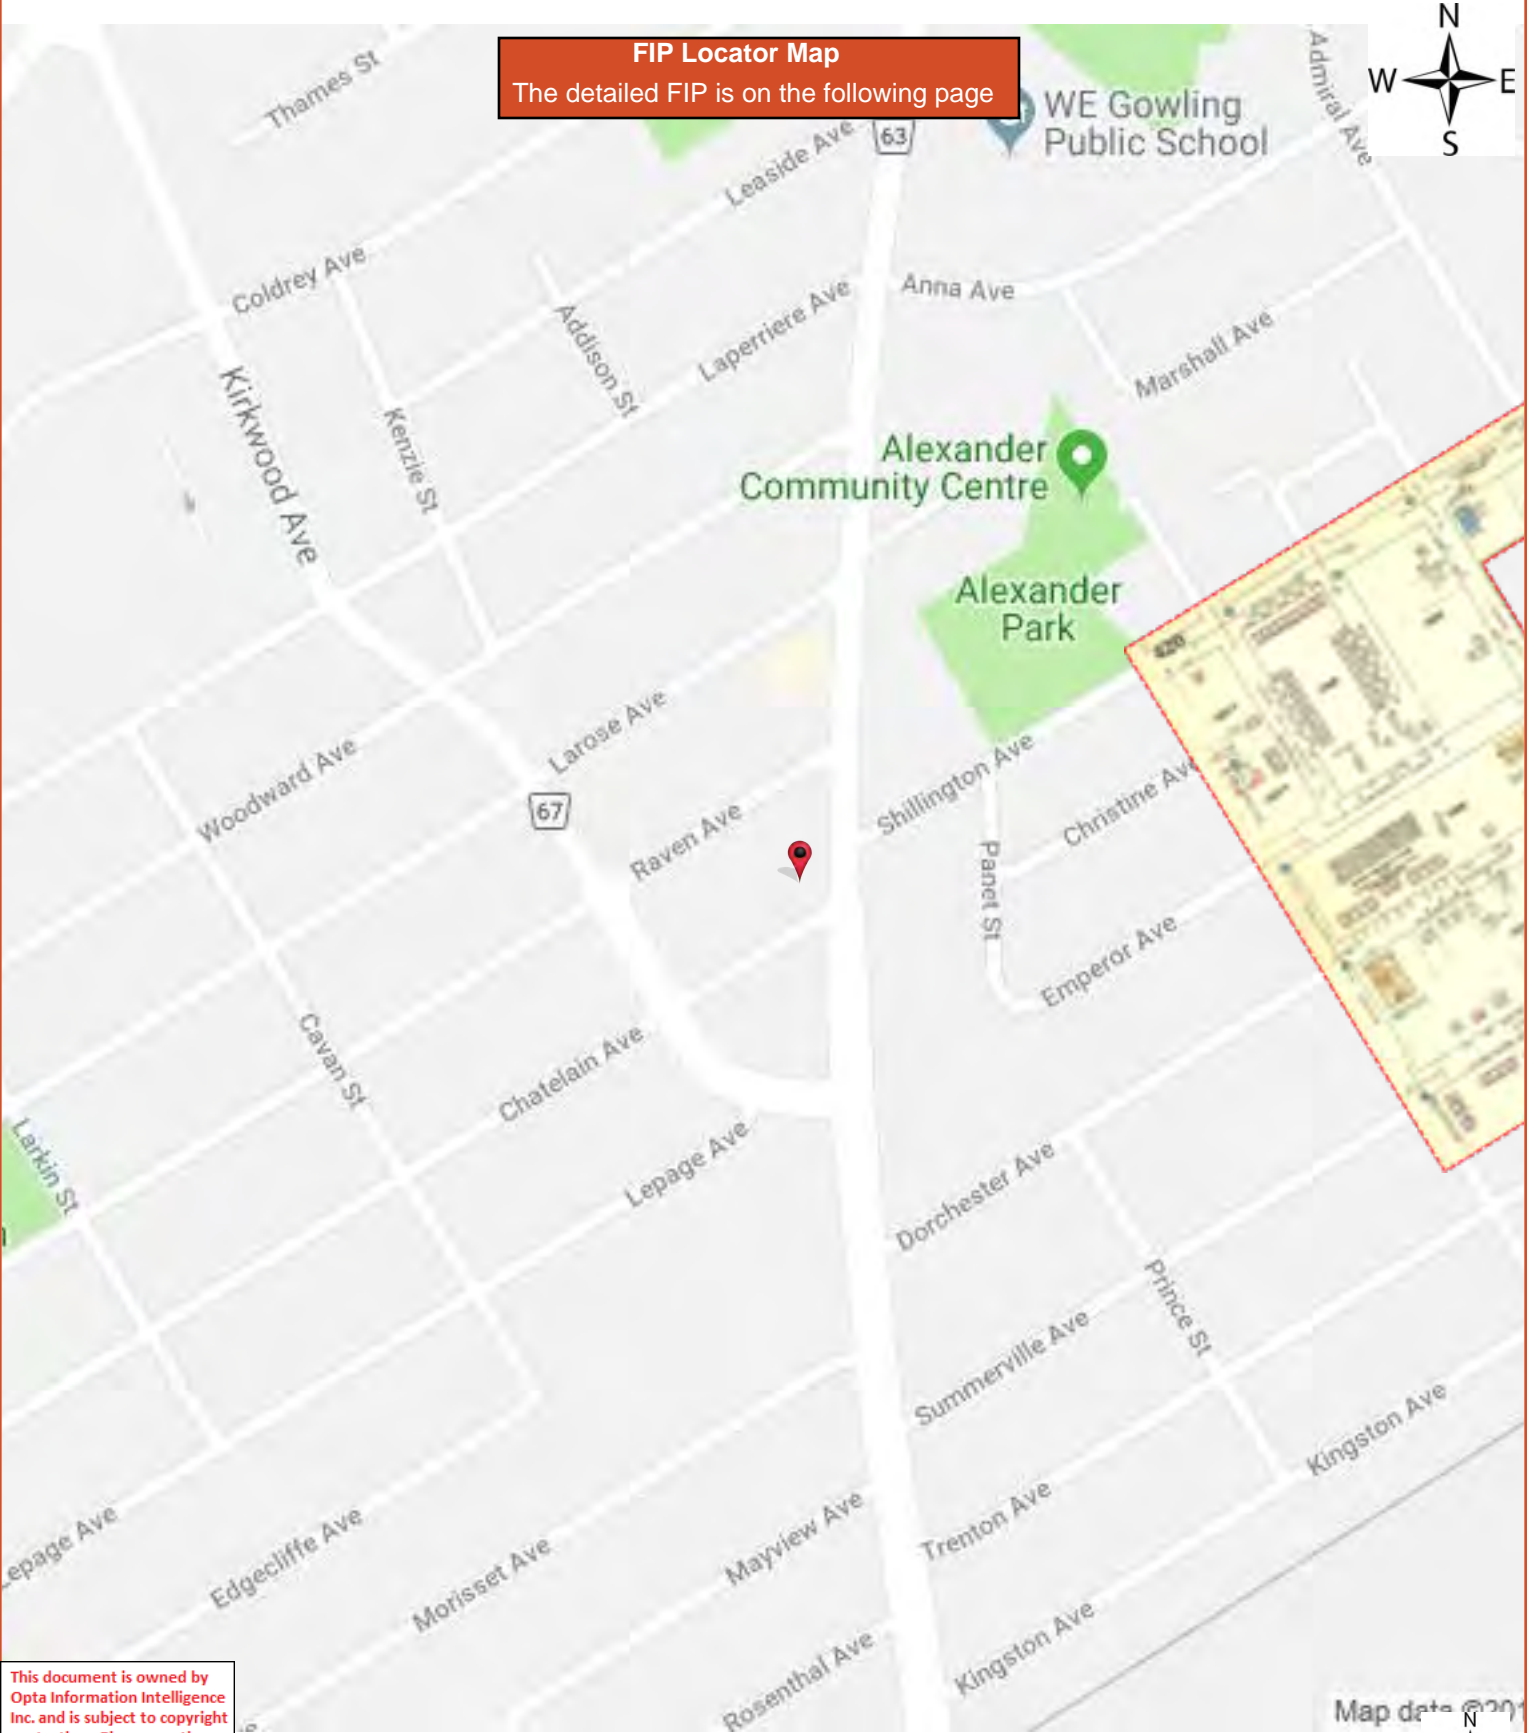 N
FIP Locator Map
The detailed FIP is on the following page
W
E
S
Thames St
Admiral Ave
WE Gowling
Public School
63
Leaside Ave
Coldrey Ave
Anna Ave
Laperriere Ave
Addison St
Marshall Ave
Kirkwood Ave
Kenzie St
Alexander
Community Centre
Alexander
Park
420
Larose Ave
Woodward Ave
67
Shillington Ave
Christine Ave
Raven Ave
Panet St
Emperor Ave
Cavan St
Chatelain Ave
Larkin St
Lepage Ave
Dorchester Ave
Prince St
Summerville Ave
Kingston Ave
Lepage Ave
Edgecliffe Ave
Morisset Ave
Mayview Ave
Trenton Ave
Rosenthal Ave
Kingston Ave
This document is owned by
Opta Information Intelligence
Inc. and is subject to copyright
Map data ©201
N